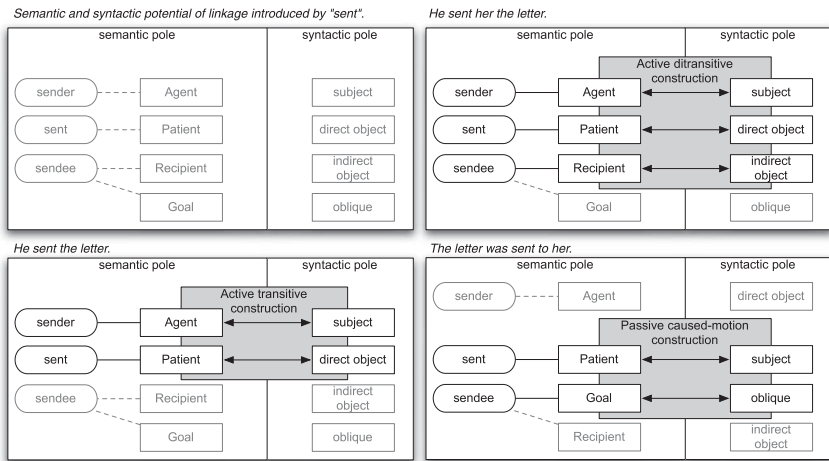 Semantic and syntactic potential of linkage introduced by "sent".
semantic pole
syntactic pole
sender
Agent
subject
sent
Patient
direct object
sendee
Recipient
indirect
object
Goal
oblique
He sent her the letter.
semantic pole
syntactic pole
Active ditransitive
construction
sender
Agent
subject
sent
Patient
direct object
sendee
Recipient
indirect
object
Goal
oblique
He sent the letter.
semantic pole
syntactic pole
Active transitive
construction
sender
Agent
subject
sent
Patient
direct object
sendee
Recipient
indirect
object
Goal
oblique
The letter was sent to her.
semantic pole
syntactic pole
sender
Agent
direct object
Passive caused-motion
construction
sent
Patient
subject
sendee
Goal
oblique
Recipient
indirect
object